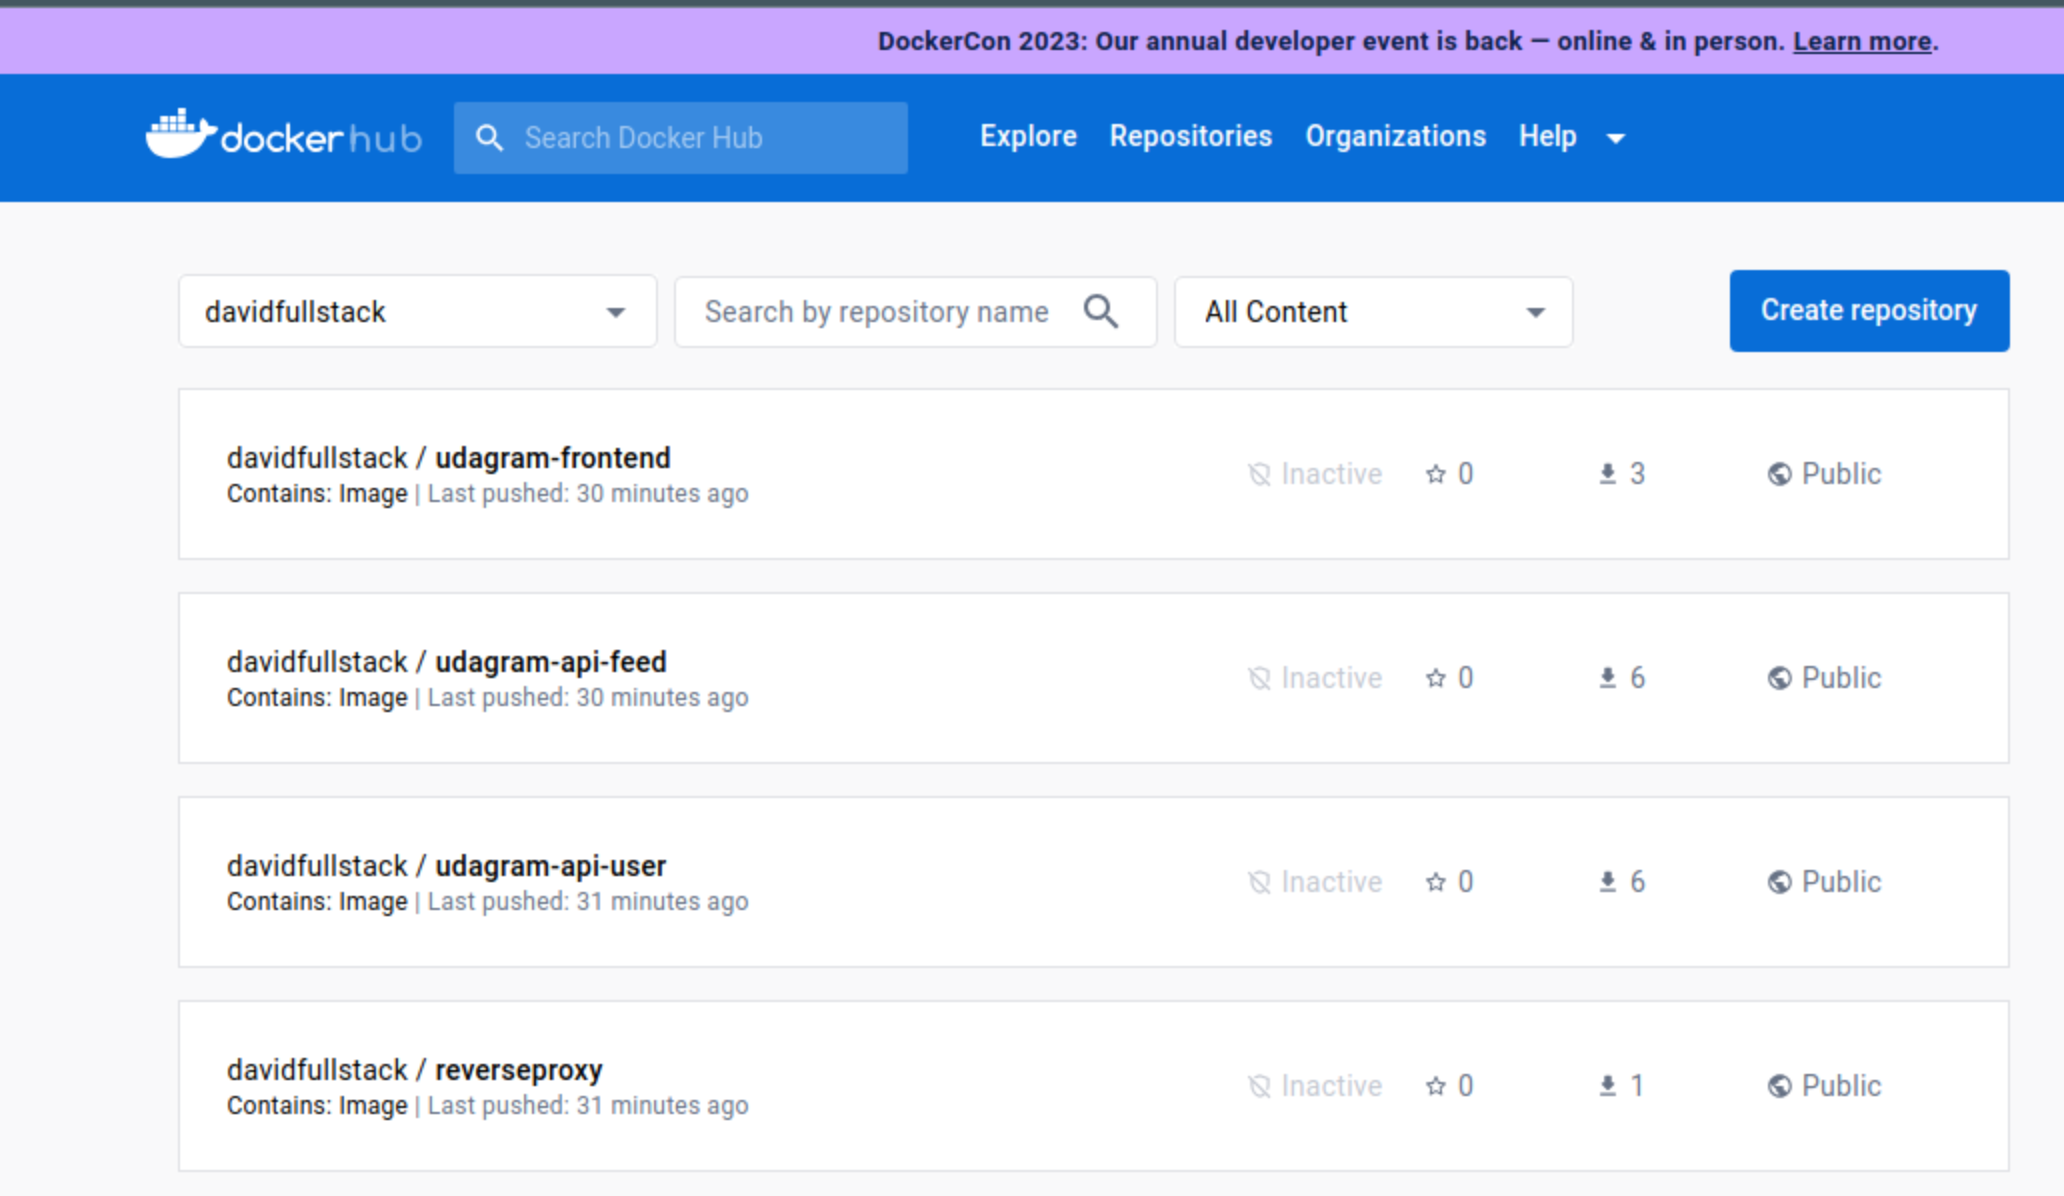 DockerCon 2023: Our annual developer event is back — online & in person. Learn more.
dockerhub Search Docker Hub Explore Repositories Organizations Help
davidfullstack Search by repository name All Content Create repository
davidfullstack / udagram-frontend
Contains: Image | Last pushed: 30 minutes ago
Inactive 0 3 Public
davidfullstack / udagram-api-feed
Contains: Image | Last pushed: 30 minutes ago
Inactive 0 6 Public
davidfullstack / udagram-api-user
Contains: Image | Last pushed: 31 minutes ago
Inactive 0 6 Public
davidfullstack / reverseproxy
Contains: Image | Last pushed: 31 minutes ago
Inactive 0 1 Public